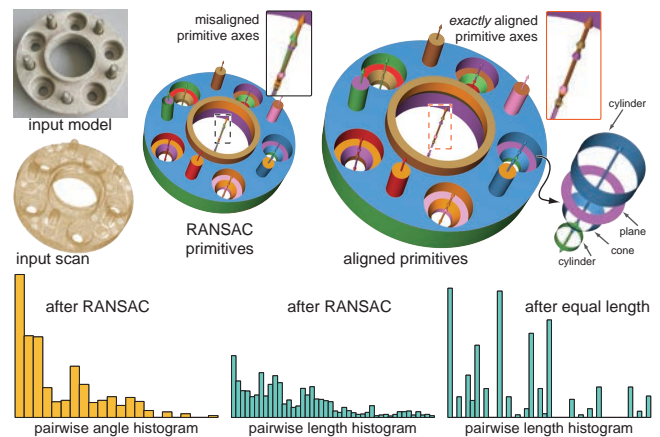 misaligned
primitive axes
exactly aligned
primitive axes
input model
cylinder
RANSAC
primitives
plane
cone
cylinder
input scan
aligned primitives
after RANSAC
after RANSAC
after equal length
pairwise angle histogram
pairwise length histogram
pairwise length histogram